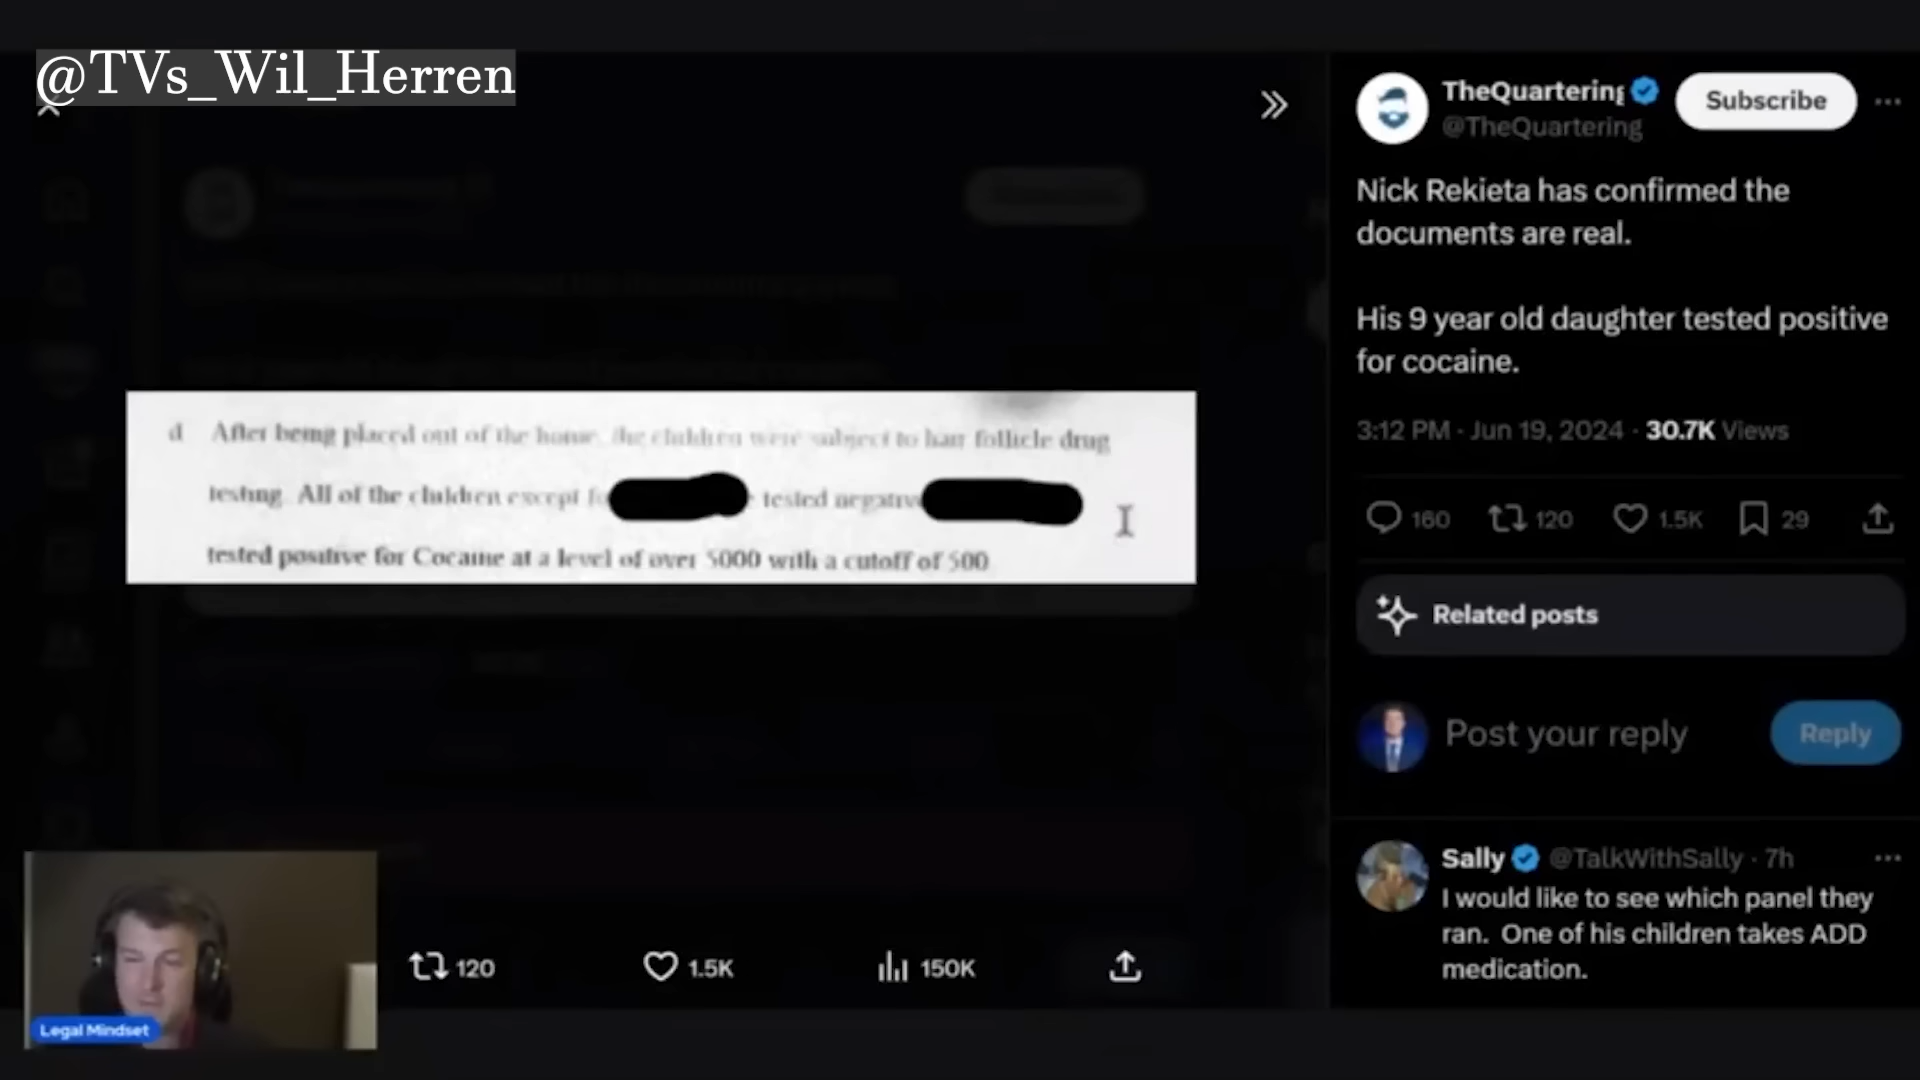 @TVs_Wil_Herren
TheQuartering
@TheQuartering
Subscribe
Nick Rekieta has confirmed the
documents are real.
His 9 year old daughter tested positive
for cocaine.
3:12 PM · Jun 19, 2024 · 30.7K Views
160 120 1.5K 29
Related posts
Post your reply
Reply
Sally @TalkWithSally · 7h
I would like to see which panel they
ran. One of his children takes ADD
medication.
d After being placed out of the home, the children were subject to hair follicle drug
testing. All of the children except tested negative
tested positive for Cocaine at a level of over 5000 with a cutoff of 500
120 1.5K 150K
Legal Mindset